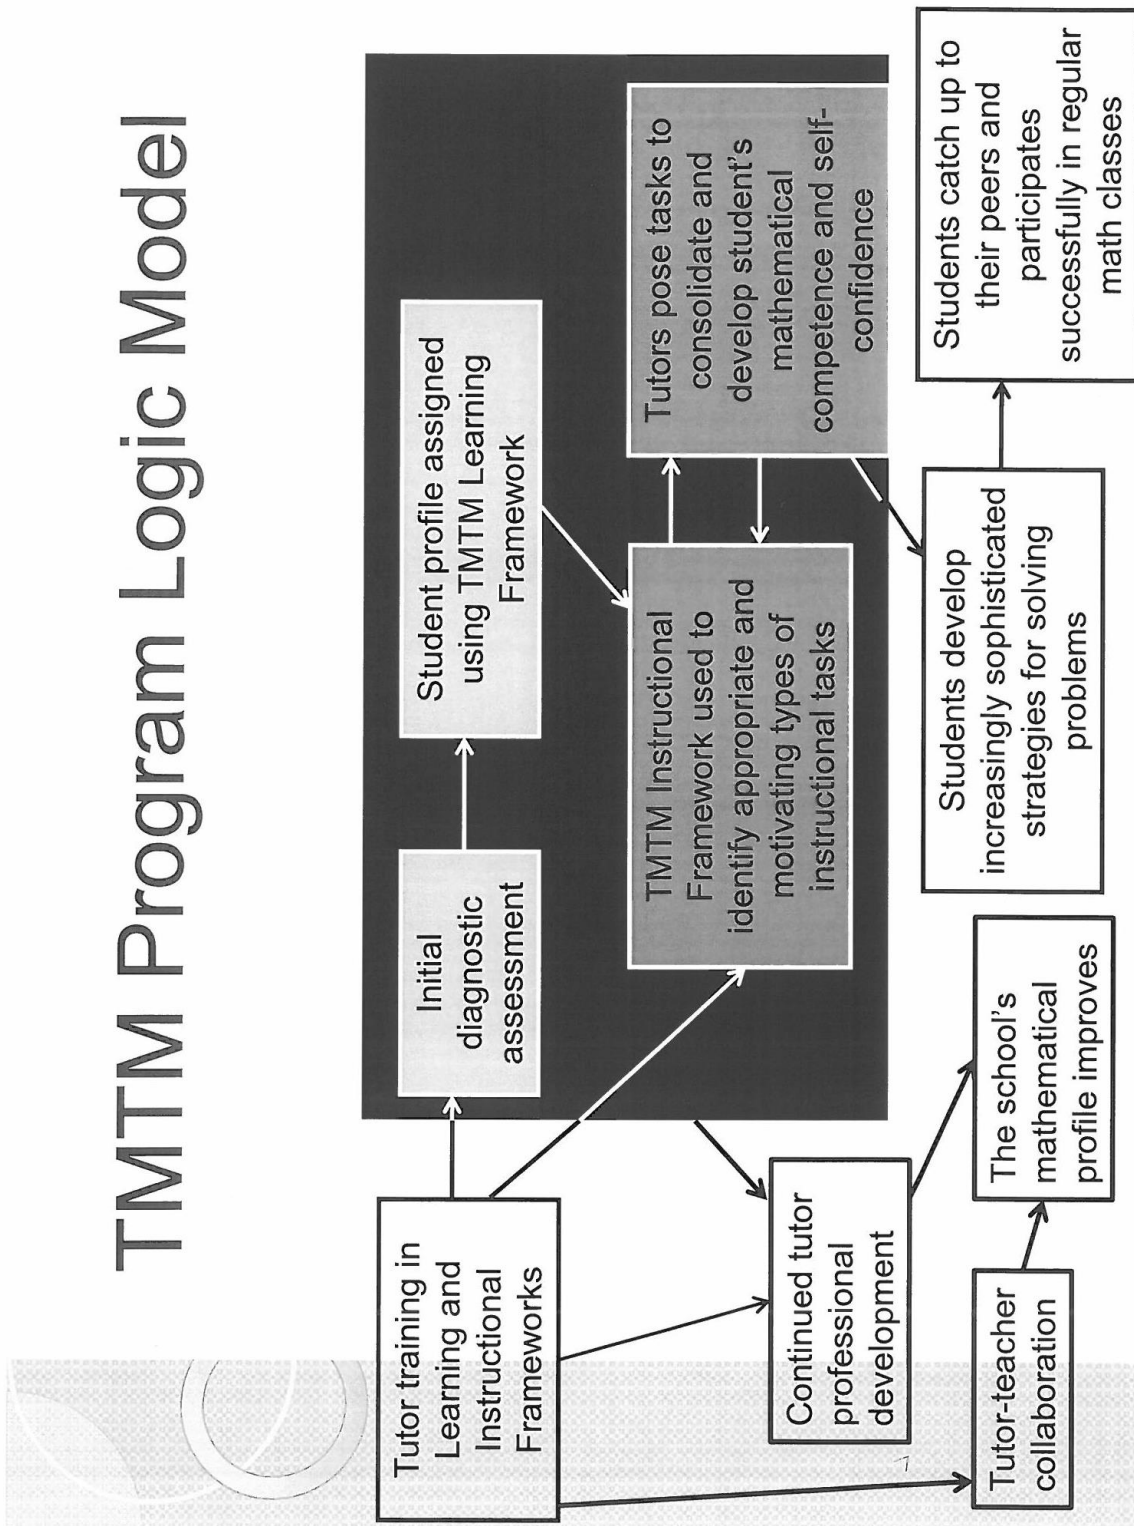 TMTM Program Logic Model
Tutor training in
Learning and
Instructional
Frameworks
Initial
diagnostic
assessment
Student profile assigned
using TMTM Learning
Framework
TMTM Instructional
Framework used to
identify appropriate and
motivating types of
instructional tasks
Tutors pose tasks to
consolidate and
develop student's
mathematical
competence and self-
confidence
Continued tutor
professional
development
Tutor-teacher
collaboration
The school's
mathematical
profile improves
Students develop
increasingly sophisticated
strategies for solving
problems
Students catch up to
their peers and
participates
successfully in regular
math classes